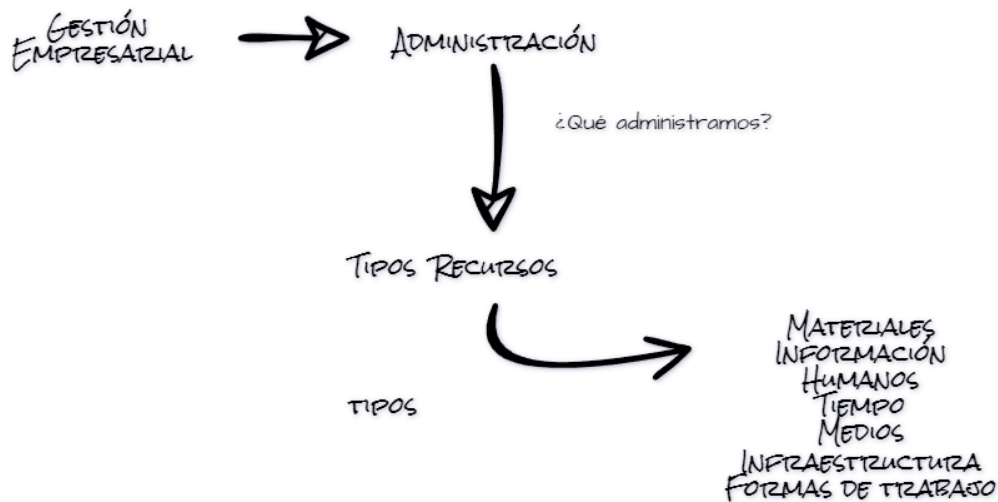 Gestión
Empresarial
Administración
¿Qué administramos?
Tipos Recursos
Materiales
Información
Humanos
Tiempo
Medios
Infraestructura
Formas de trabajo
tipos